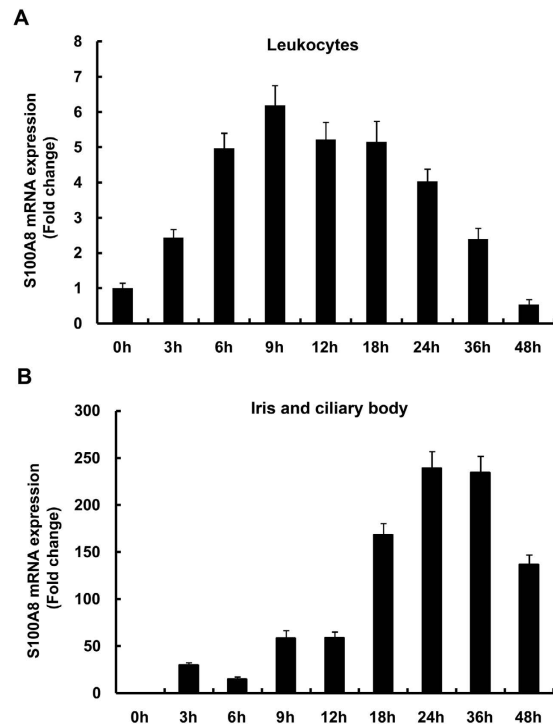 A
Leukocytes
S100A8 mRNA expression
(Fold change)
8
7
6
5
4
3
2
1
0
0h 3h 6h 9h 12h 18h 24h 36h 48h
B
Iris and ciliary body
S100A8 mRNA expression
(Fold change)
300
250
200
150
100
50
0
0h 3h 6h 9h 12h 18h 24h 36h 48h